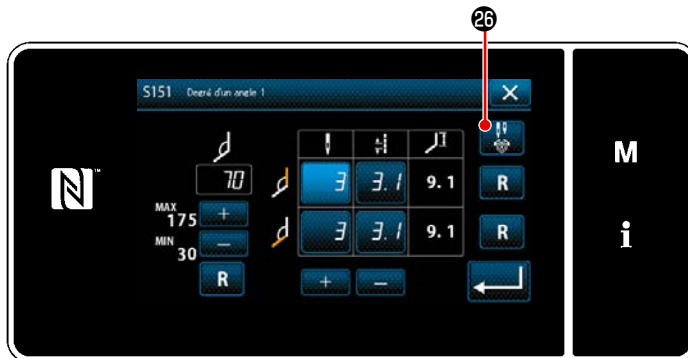 26
S151 Degré d'un angle 1
70 3 3.1 9.1 R
MAX 175 +
MIN 30 −
3 3.1 9.1 R
R + −
M
i